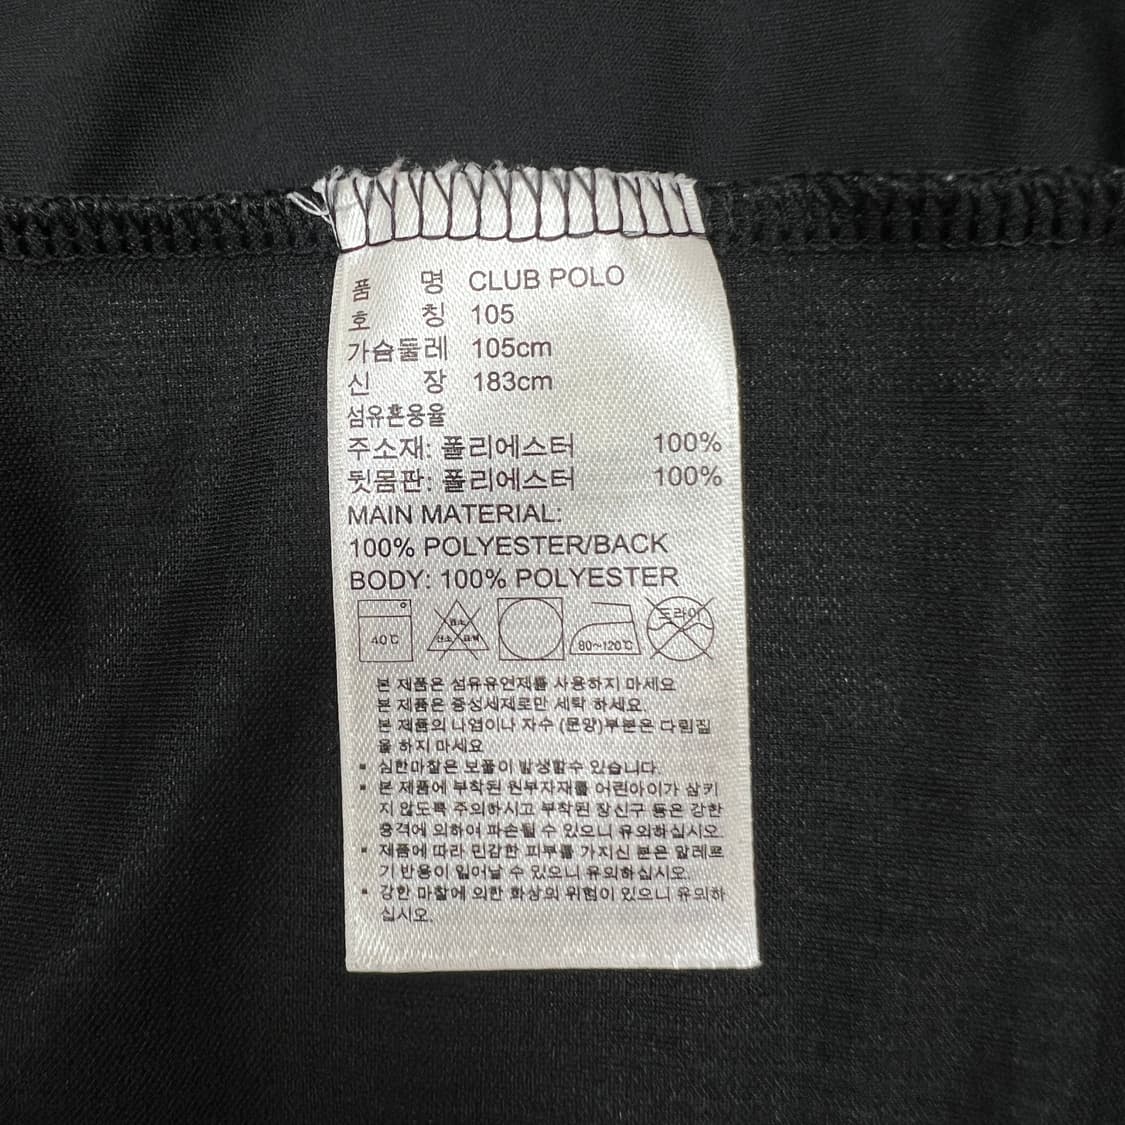 품 명 CLUB POLO
호 칭 105
가슴둘레 105cm
신 장 183cm
섬유혼용율
주소재: 폴리에스터 100%
뒷몸판: 폴리에스터 100%
MAIN MATERIAL:
100% POLYESTER/BACK
BODY: 100% POLYESTER
40℃ 염소 산소 표백 80~120℃ 드라이
본 제품은 섬유유연제를 사용하지 마세요
본 제품은 중성세제로만 세탁 하세요.
본 제품의 나염이나 자수 (문양)부분은 다림질
을 하지 마세요
▪ 심한마찰은 보풀이 발생할수 있습니다.
▪ 본 제품에 부착된 원부자재를 어린아이가 삼키
지 않도록 주의하시고 부착된 장신구 등은 강한
충격에 의하여 파손될 수 있으니 유의하십시오.
▪ 제품에 따라 민감한 피부를 가지신 분은 알레르
기 반응이 일어날 수 있으니 유의하십시오.
▪ 강한 마찰에 의한 화상의 위험이 있으니 유의하
십시오.